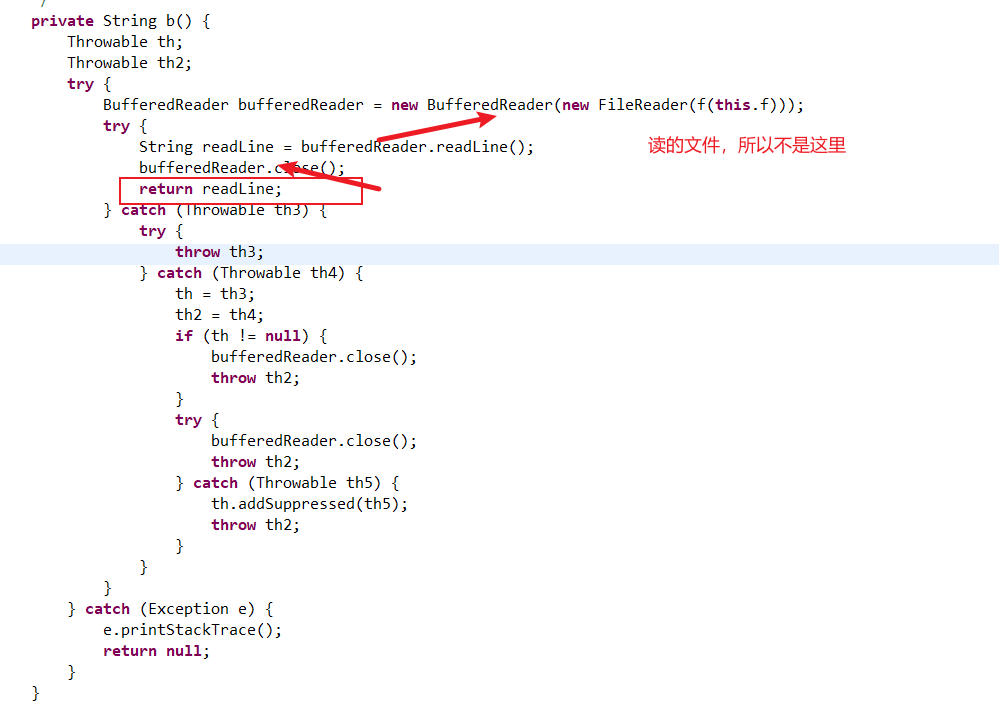 private String b() {
Throwable th;
Throwable th2;
try {
BufferedReader bufferedReader = new BufferedReader(new FileReader(f(this.f)));
try {
String readLine = bufferedReader.readLine();
读的文件，所以不是这里
bufferedReader.close();
return readLine;
} catch (Throwable th3) {
try {
throw th3;
} catch (Throwable th4) {
th = th3;
th2 = th4;
if (th != null) {
bufferedReader.close();
throw th2;
}
try {
bufferedReader.close();
throw th2;
} catch (Throwable th5) {
th.addSuppressed(th5);
throw th2;
}
}
}
} catch (Exception e) {
e.printStackTrace();
return null;
}
}